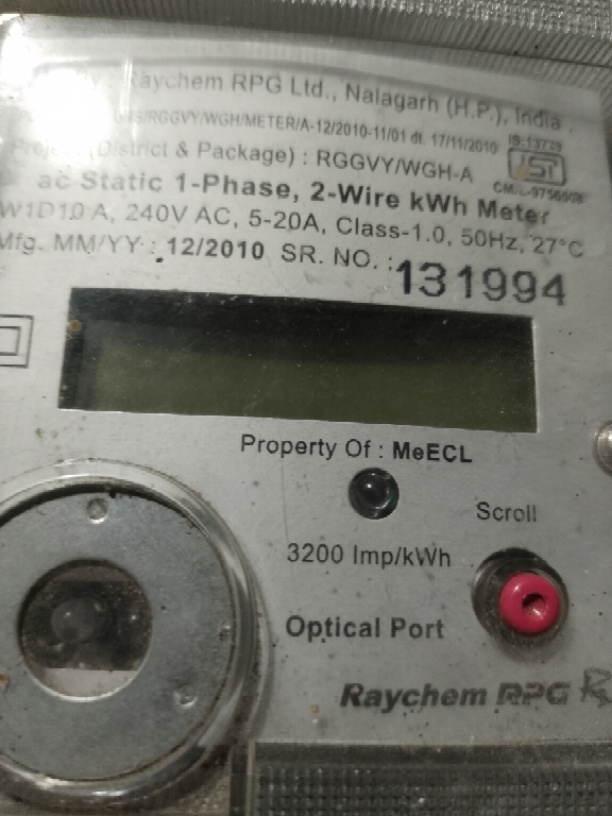 Raychem RPG Ltd., Nalagarh (H.P.), India
/RGGVY/WGH/METER/A-12/2010-11/01 dt. 17/11/2010
IS:13779
(District & Package) : RGGVY/WGH-A
ISI
ac Static 1-Phase, 2-Wire kWh Meter
W1D10 A, 240V AC, 5-20A, Class-1.0, 50Hz, 27°C
Mfg. MM/YY : 12/2010 SR. NO. : 131994
Property Of : MeECL
Scroll
3200 Imp/kWh
Optical Port
Raychem RPG